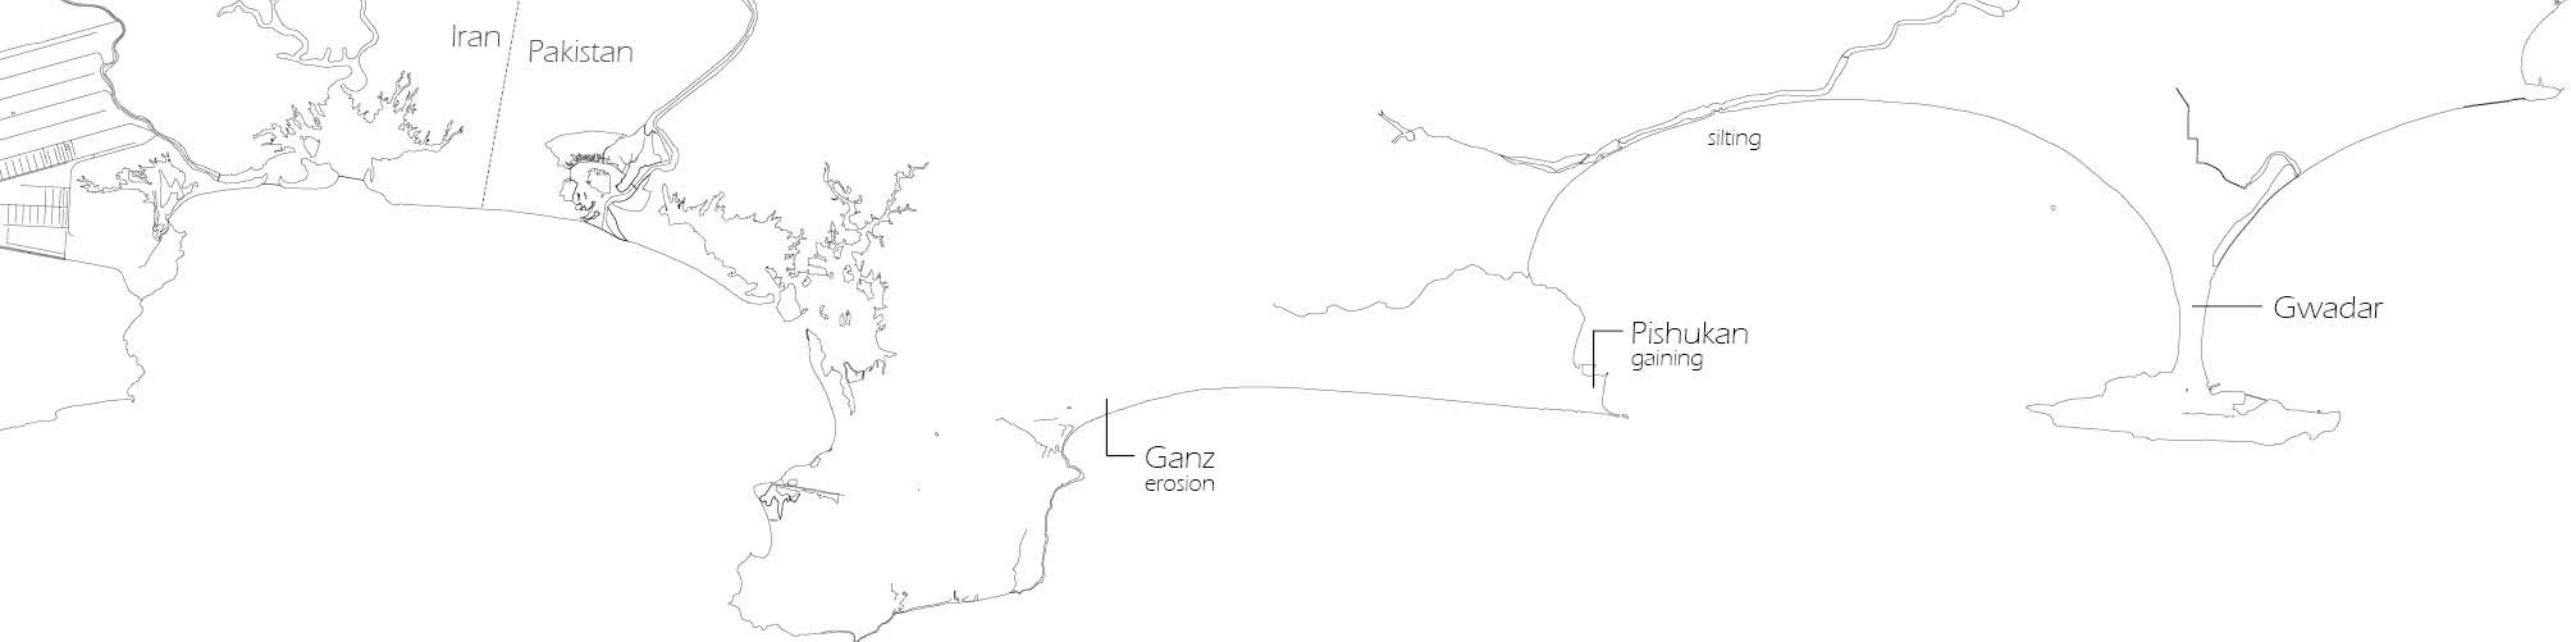 Iran
Pakistan
silting
Gwadar
Pishukan
gaining
Ganz
erosion